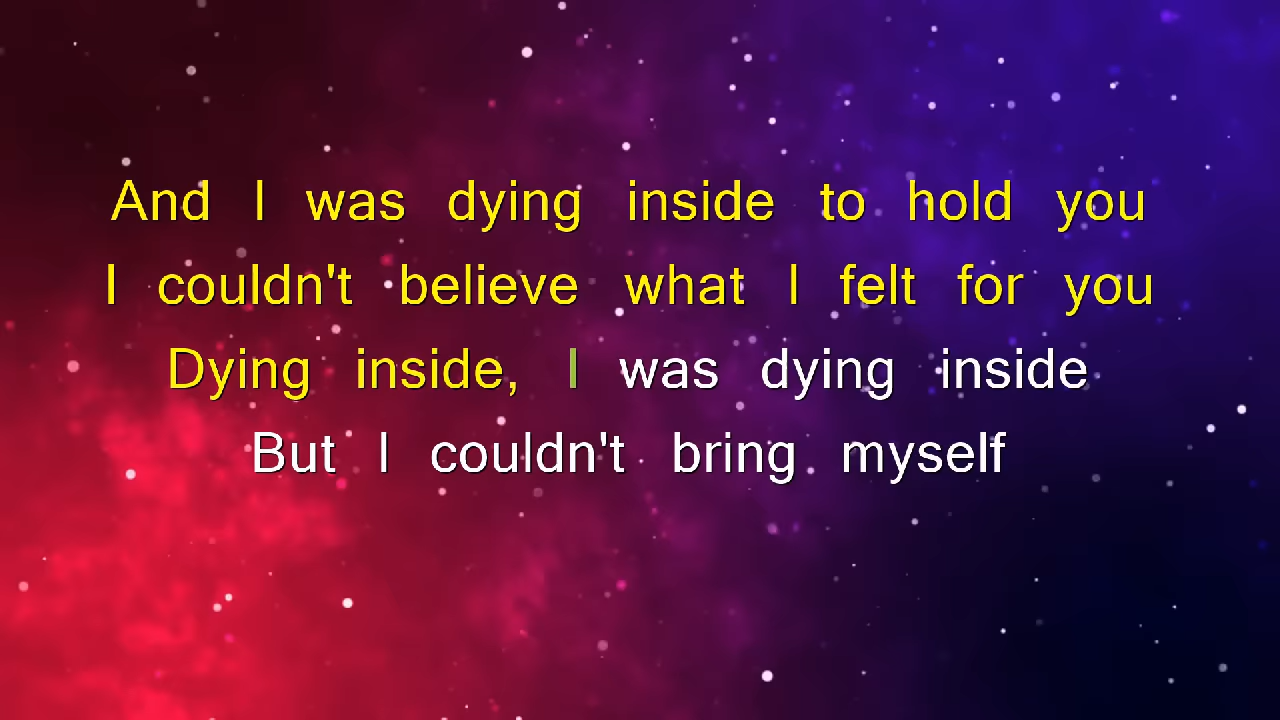 And I was dying inside to hold you
I couldn't believe what I felt for you
Dying inside, I was dying inside
But I couldn't bring myself